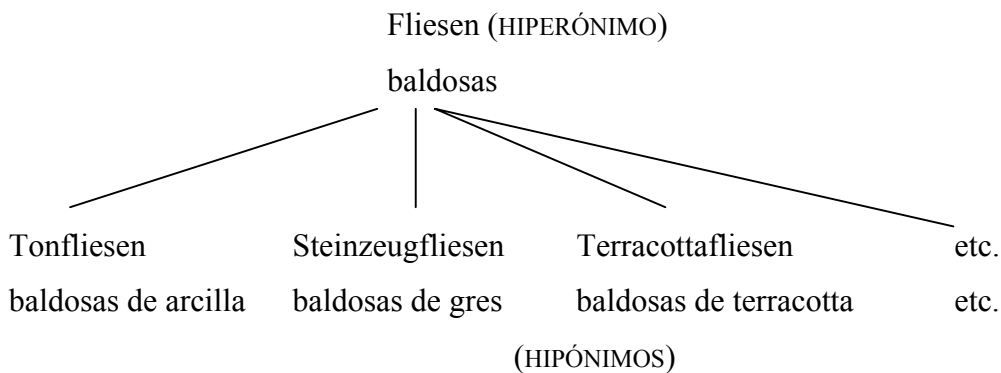 Fliesen (HIPERÓNIMO)
baldosas
Tonfliesen Steinzeugfliesen Terracottafliesen etc.
baldosas de arcilla baldosas de gres baldosas de terracotta etc.
(HIPÓNIMOS)